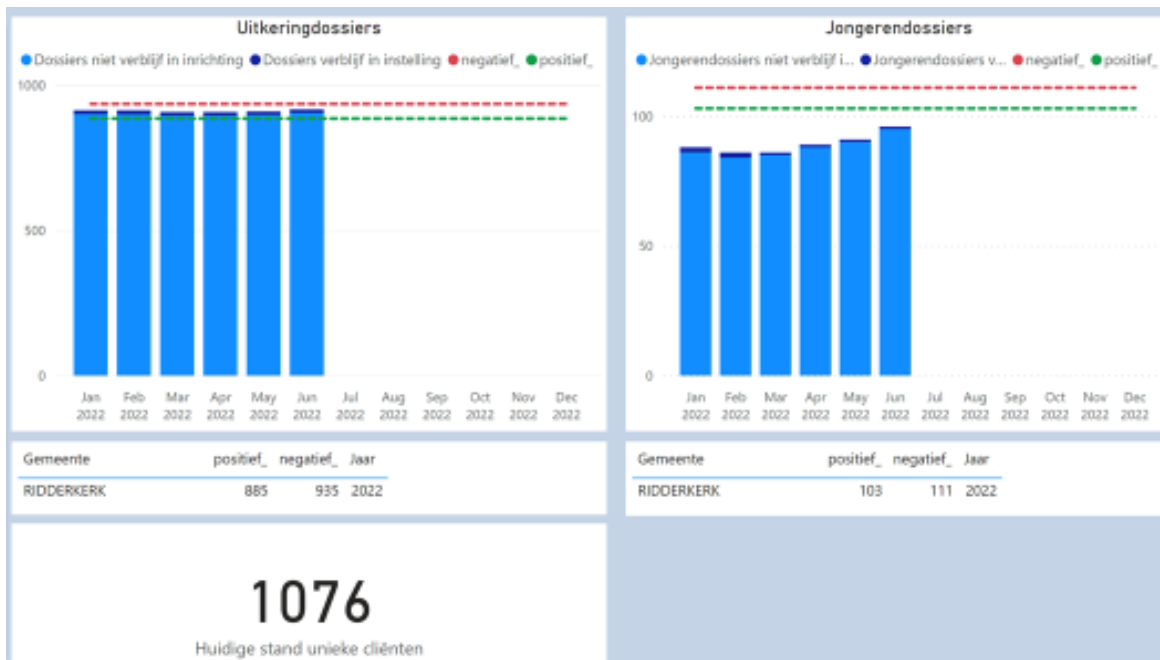 Uitkeringdossiers
Dossiers niet verblijf in inrichting Dossiers verblijf in instelling negatief_ positief_
1000
500
0
Jan Feb Mar Apr May Jun Jul Aug Sep Oct Nov Dec
2022 2022 2022 2022 2022 2022 2022 2022 2022 2022 2022 2022
Gemeente positief_ negatief_ Jaar
RIDDERKERK 885 935 2022
1076
Huidige stand unieke cliënten
Jongerendossiers
Jongerendossiers niet verblijf i... Jongerendossiers v... negatief_ positief_
100
50
0
Jan Feb Mar Apr May Jun Jul Aug Sep Oct Nov Dec
2022 2022 2022 2022 2022 2022 2022 2022 2022 2022 2022 2022
Gemeente positief_ negatief_ Jaar
RIDDERKERK 103 111 2022